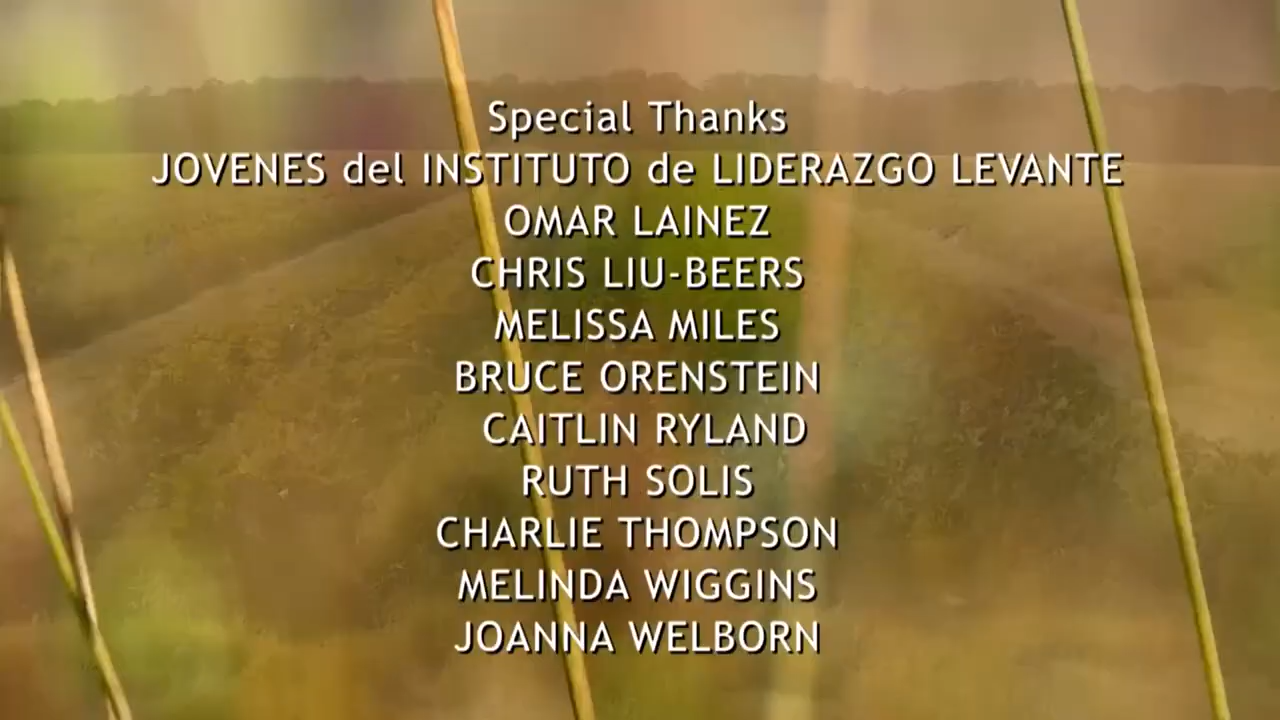 Special Thanks
JOVENES del INSTITUTO de LIDERAZGO LEVANTE
OMAR LAINEZ
CHRIS LIU-BEERS
MELISSA MILES
BRUCE ORENSTEIN
CAITLIN RYLAND
RUTH SOLIS
CHARLIE THOMPSON
MELINDA WIGGINS
JOANNA WELBORN